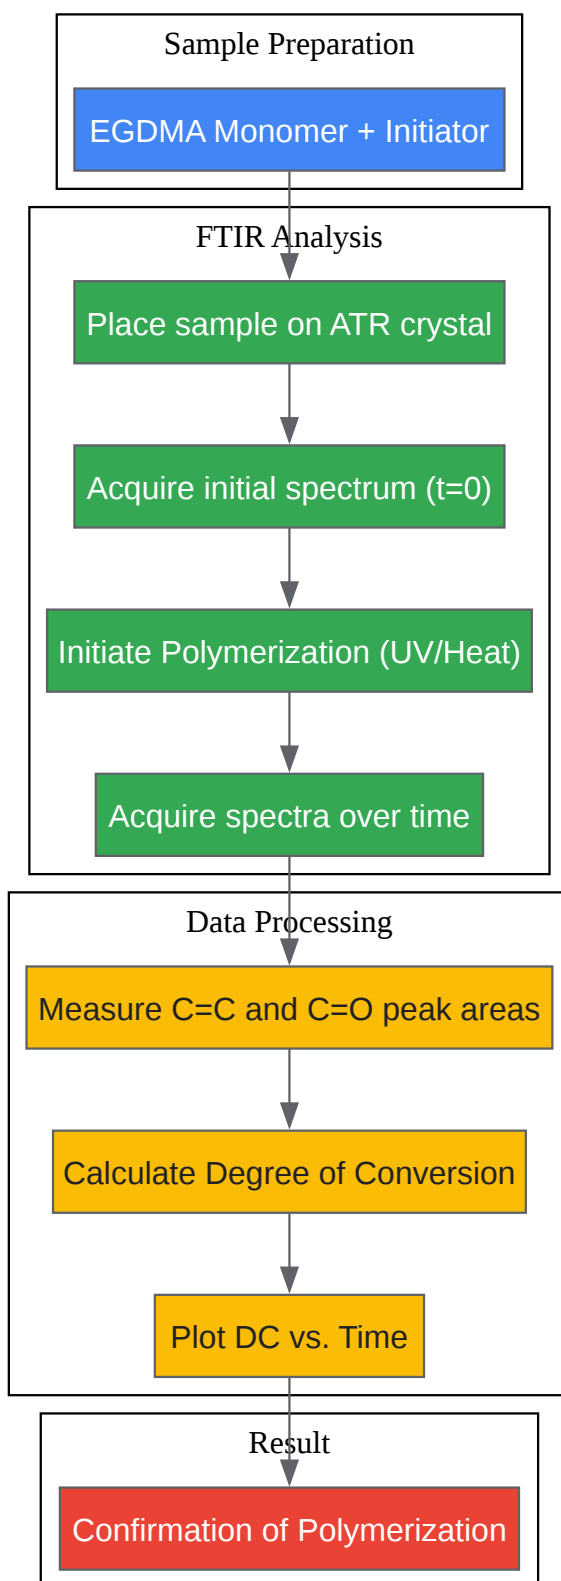 Sample Preparation
EGDMA Monomer + Initiator
FTIR Analysis
Place sample on ATR crystal
Acquire initial spectrum (t=0)
Initiate Polymerization (UV/Heat)
Acquire spectra over time
Data Processing
Measure C=C and C=O peak areas
Calculate Degree of Conversion
Plot DC vs. Time
Result
Confirmation of Polymerization